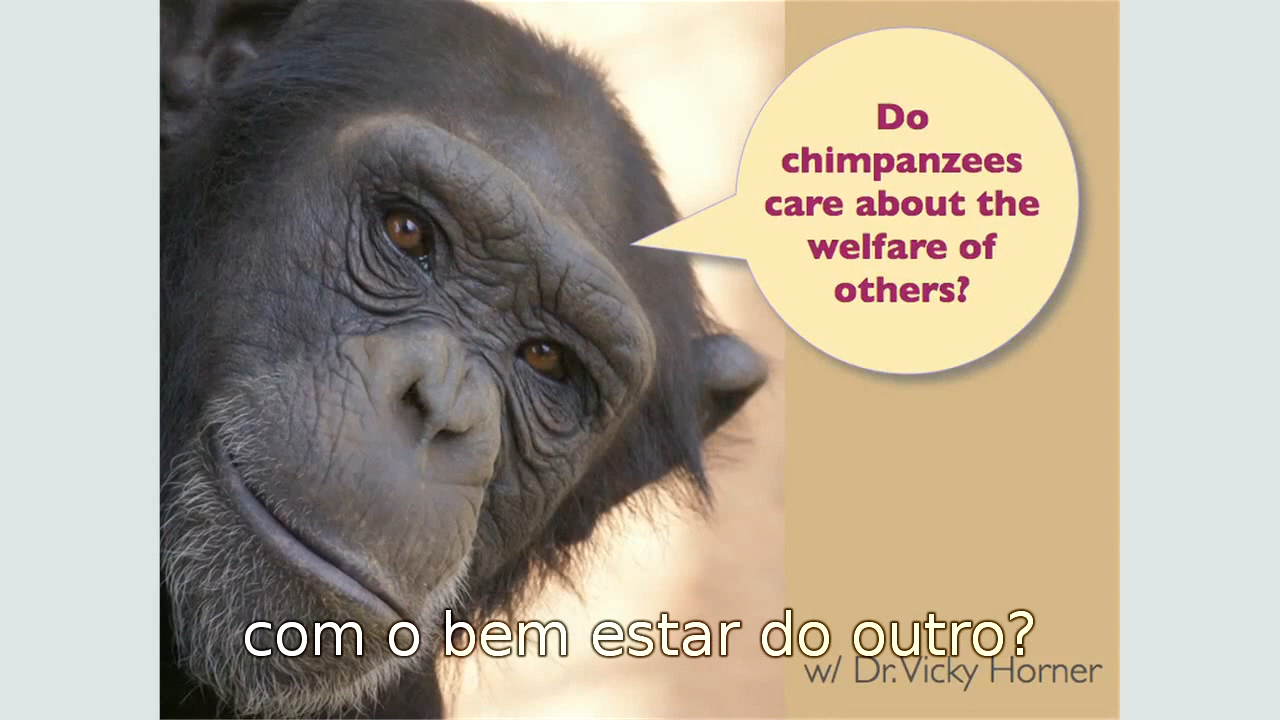 Do
chimpanzees
care about the
welfare of
others?
com o bem estar do outro?
w/ Dr. Vicky Horner